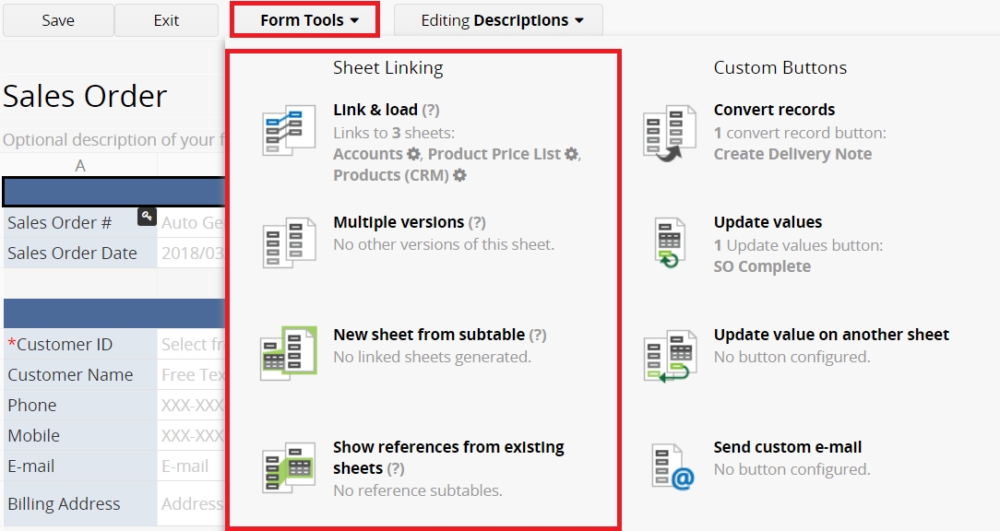 Save
Exit
Form Tools
Editing Descriptions
Sales Order
Optional description of your f
A
Sales Order #
Auto Ge
Sales Order Date
2018/03
*Customer ID
Select fr
Customer Name
Free Tex
Phone
XXX-XXX
Mobile
XXX-XXX
E-mail
E-mail
Billing Address
Address
Sheet Linking
Link & load (?)
Links to 3 sheets:
Accounts , Product Price List ,
Products (CRM)
Multiple versions (?)
No other versions of this sheet.
New sheet from subtable (?)
No linked sheets generated.
Show references from existing
sheets (?)
No reference subtables.
Custom Buttons
Convert records
1 convert record button:
Create Delivery Note
Update values
1 Update values button:
SO Complete
Update value on another sheet
No button configured.
Send custom e-mail
No button configured.
@